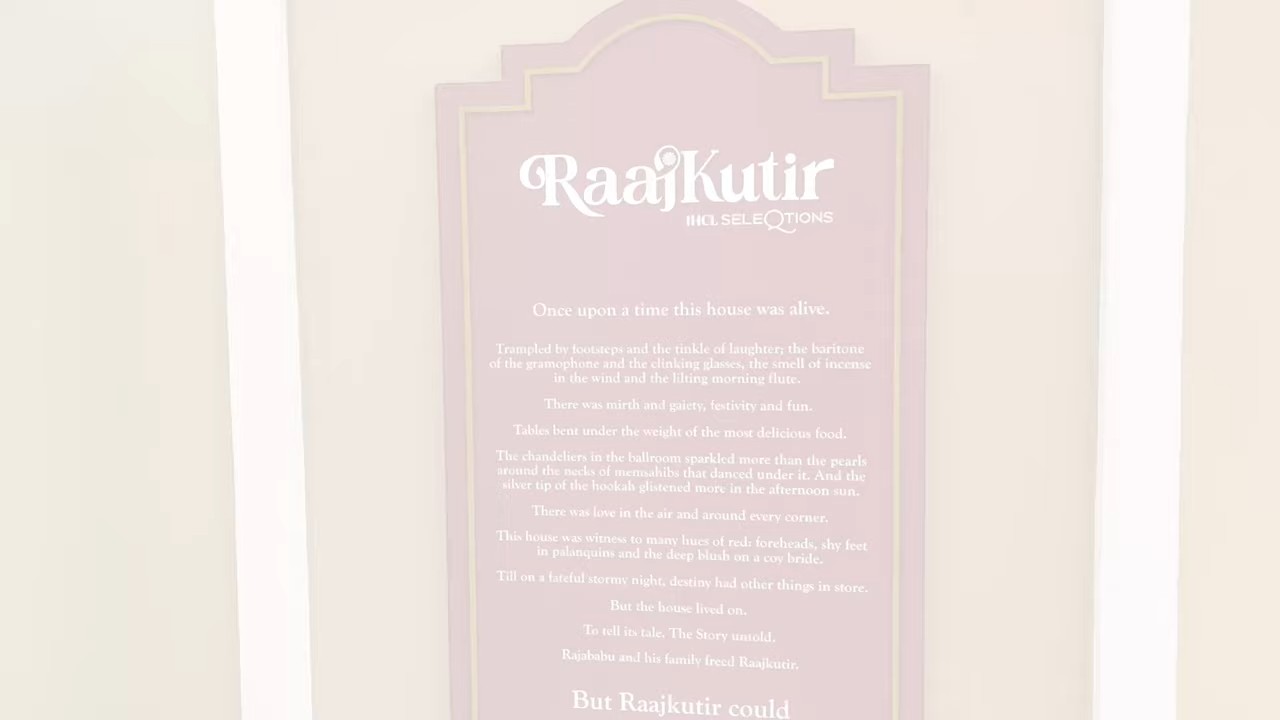 RaajKutir
IHCL SELEQTIONS
Once upon a time this house was alive.
Trampled by footsteps and the tinkle of laughter; the baritone
of the gramophone and the clinking glasses, the smell of incense
in the wind and the lilting morning flute.
There was mirth and gaiety, festivity and fun.
Tables bent under the weight of the most delicious food.
The chandeliers in the ballroom sparkled more than the pearls
around the necks of memsahibs that danced under it. And the
silver tip of the hookah glistened more in the afternoon sun.
There was love in the air and around every corner.
This house was witness to many hues of red: foreheads, shy feet
in palanquins and the deep blush on a coy bride.
Till on a fateful stormy night, destiny had other things in store.
But the house lived on.
To tell its tale. The Story untold.
Rajababu and his family freed Raajkutir.
But Raajkutir could